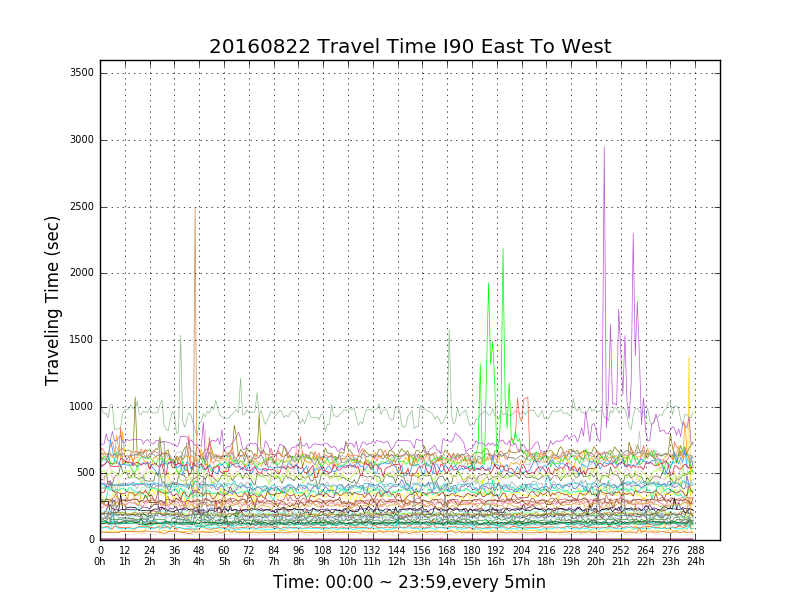 20160822 Travel Time I90 East To West
3500
3000
2500
2000
1500
1000
500
0
Traveling Time (sec)
0 12 24 36 48 60 72 84 96 108 120 132 144 156 168 180 192 204 216 228 240 252 264 276 288
0h 1h 2h 3h 4h 5h 6h 7h 8h 9h 10h 11h 12h 13h 14h 15h 16h 17h 18h 19h 20h 21h 22h 23h 24h
Time: 00:00 ~ 23:59,every 5min